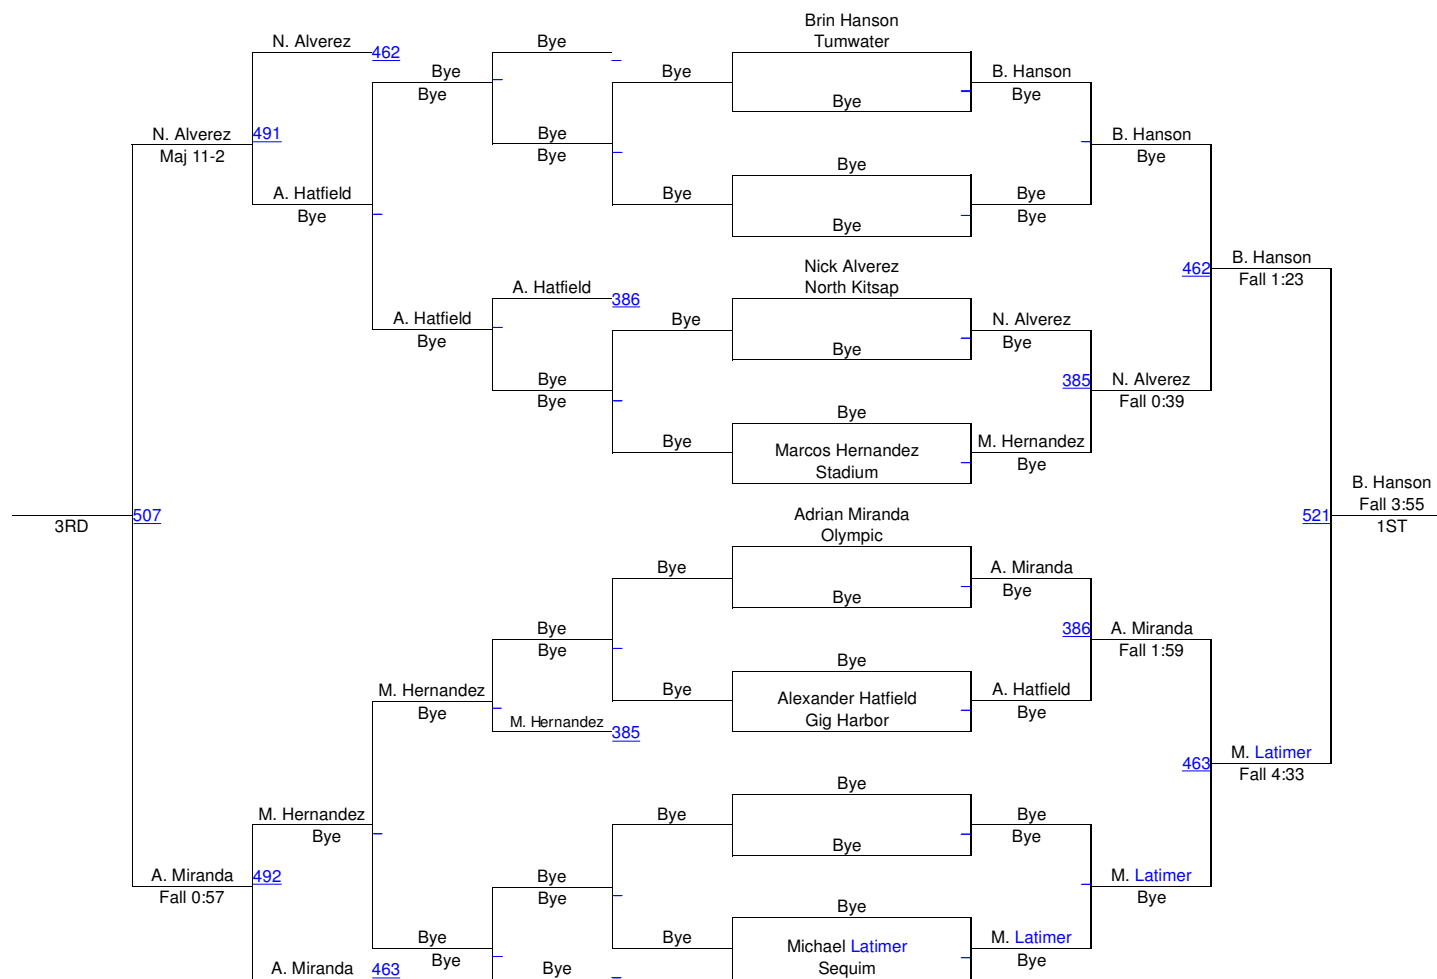 Brin Hanson
Tumwater
N. Alverez
462
Bye
Bye
Bye
Bye
B. Hanson
Bye
Bye
N. Alverez
Maj 11-2
491
Bye
Bye
B. Hanson
Bye
A. Hatfield
Bye
Bye
Bye
Bye
Bye
Bye
Nick Alverez
North Kitsap
462
B. Hanson
Fall 1:23
A. Hatfield
386
A. Hatfield
Bye
Bye
Bye
N. Alverez
Bye
Bye
Bye
385
N. Alverez
Fall 0:39
Bye
Bye
Marcos Hernandez
Stadium
M. Hernandez
Bye
3RD
507
521
B. Hanson
Fall 3:55
1ST
Adrian Miranda
Olympic
Bye
Bye
A. Miranda
Bye
Bye
Bye
386
A. Miranda
Fall 1:59
M. Hernandez
Bye
M. Hernandez
385
Bye
Bye
Alexander Hatfield
Gig Harbor
A. Hatfield
Bye
463
M. Latimer
Fall 4:33
M. Hernandez
Bye
Bye
Bye
Bye
Bye
Bye
A. Miranda
Fall 0:57
492
Bye
Bye
M. Latimer
Bye
Bye
Bye
A. Miranda
463
Bye
Bye
Bye
Michael Latimer
Sequim
M. Latimer
Bye